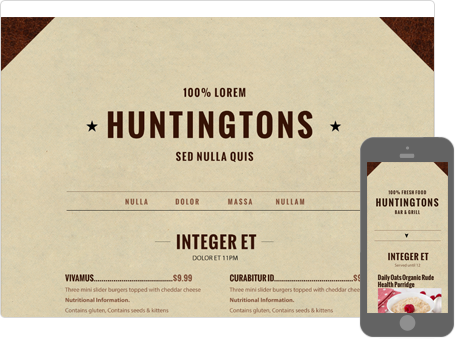 100% LOREM
★ HUNTINGTONS ★
SED NULLA QUIS
NULLA DOLOR MASSA NULLAM
INTEGER ET
DOLOR ET 11PM
VIVAMUS....................................$9.99
Three mini slider burgers topped with cheddar cheese
Nutritional Information.
Contains gluten, Contains seeds & kittens
CURABITUR ID....................................$9
Three mini slider burgers topped with
Nutritional Information.
Contains gluten, Contains seeds & kittens
100% FRESH FOOD
HUNTINGTONS
BAR & GRILL
INTEGER ET
Served until 12
Daily Oats Organic Rude
Health Porridge